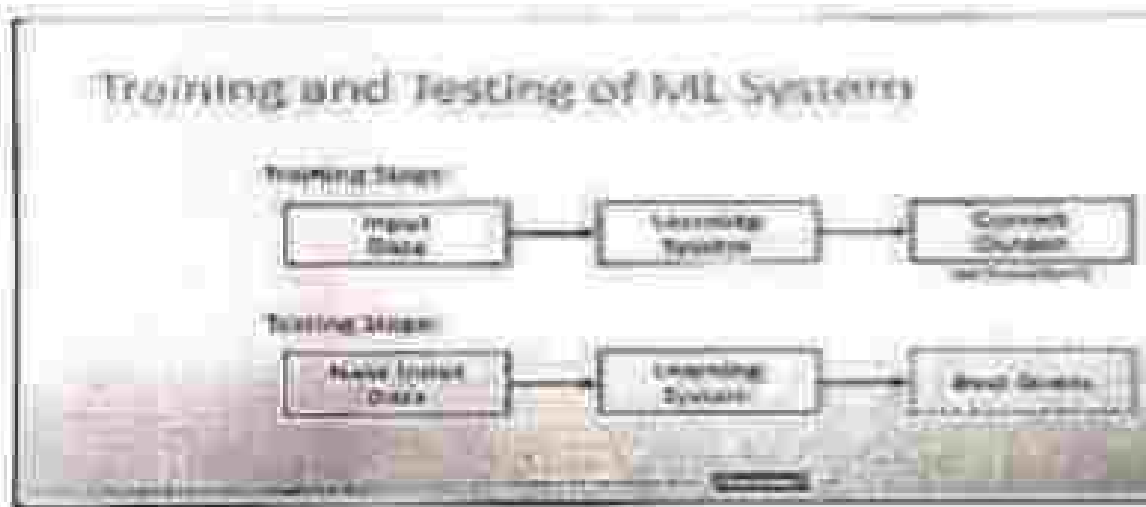 Training and Testing of ML System
Training Stage:
Input
Data
Learning
System
Correct
Output
Testing Stage:
New Input
Data
Learning
System
Best Guess